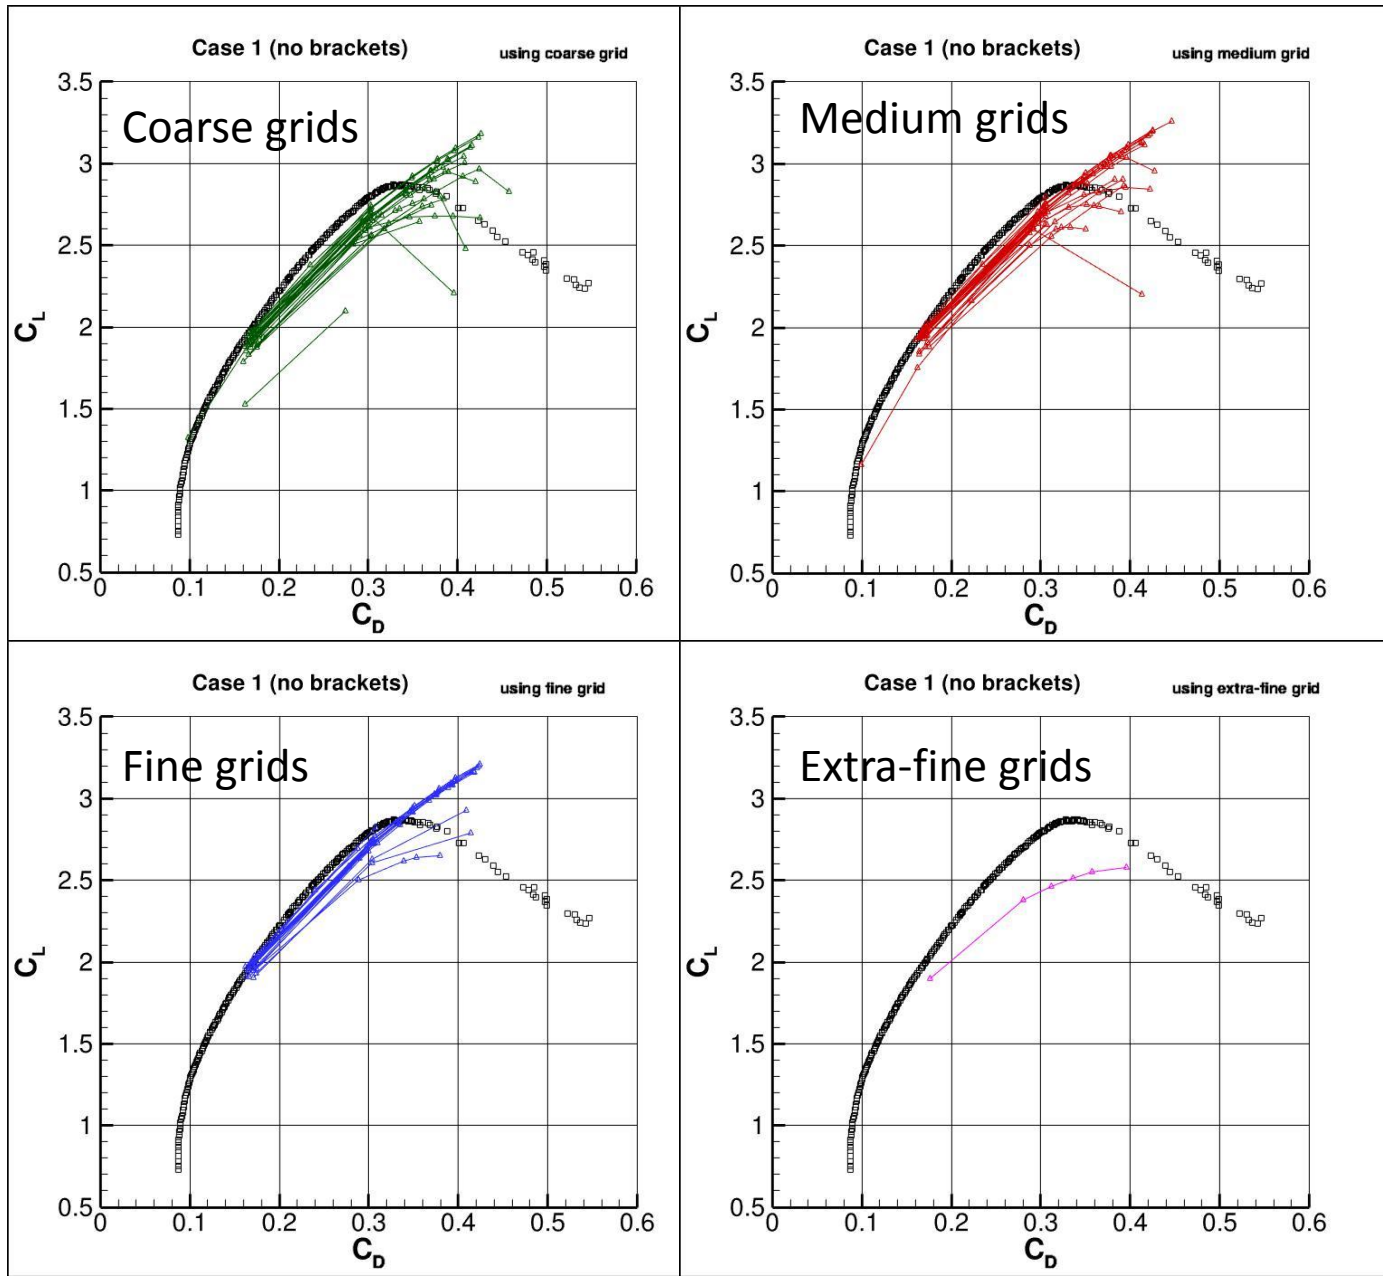 Case 1 (no brackets) using coarse grid
Coarse grids
3.5
3
2.5
2
1.5
1
0.5
CL
0 0.1 0.2 0.3 0.4 0.5 0.6
CD
Case 1 (no brackets) using medium grid
Medium grids
3.5
3
2.5
2
1.5
1
0.5
CL
0 0.1 0.2 0.3 0.4 0.5 0.6
CD
Case 1 (no brackets) using fine grid
Fine grids
3.5
3
2.5
2
1.5
1
0.5
CL
0 0.1 0.2 0.3 0.4 0.5 0.6
CD
Case 1 (no brackets) using extra-fine grid
Extra-fine grids
3.5
3
2.5
2
1.5
1
0.5
CL
0 0.1 0.2 0.3 0.4 0.5 0.6
CD